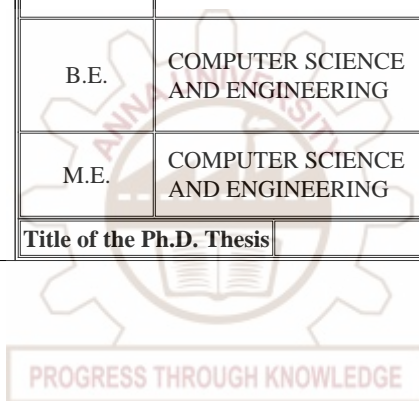 B.E.
COMPUTER SCIENCE
AND ENGINEERING
M.E.
COMPUTER SCIENCE
AND ENGINEERING
Title of the Ph.D. Thesis
ANNA UNIVERSITY
PROGRESS THROUGH KNOWLEDGE